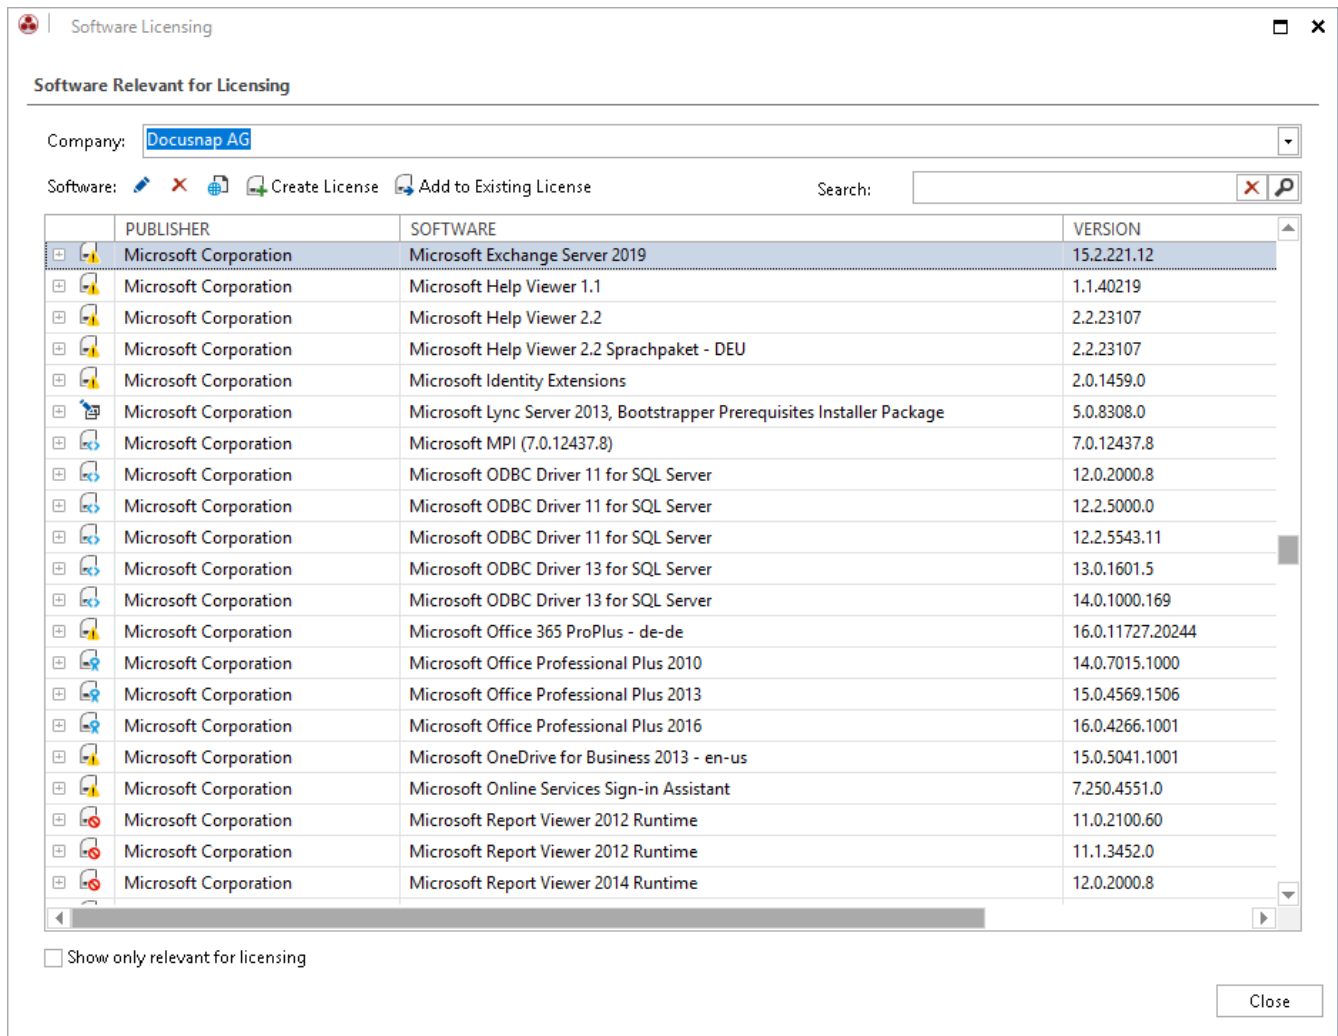 Software Licensing
Software Relevant for Licensing
Company: Docusnap AG
Software: Create License Add to Existing License Search:
PUBLISHER SOFTWARE VERSION
Microsoft Corporation Microsoft Exchange Server 2019 15.2.221.12
Microsoft Corporation Microsoft Help Viewer 1.1 1.1.40219
Microsoft Corporation Microsoft Help Viewer 2.2 2.2.23107
Microsoft Corporation Microsoft Help Viewer 2.2 Sprachpaket - DEU 2.2.23107
Microsoft Corporation Microsoft Identity Extensions 2.0.1459.0
Microsoft Corporation Microsoft Lync Server 2013, Bootstrapper Prerequisites Installer Package 5.0.8308.0
Microsoft Corporation Microsoft MPI (7.0.12437.8) 7.0.12437.8
Microsoft Corporation Microsoft ODBC Driver 11 for SQL Server 12.0.2000.8
Microsoft Corporation Microsoft ODBC Driver 11 for SQL Server 12.2.5000.0
Microsoft Corporation Microsoft ODBC Driver 11 for SQL Server 12.2.5543.11
Microsoft Corporation Microsoft ODBC Driver 13 for SQL Server 13.0.1601.5
Microsoft Corporation Microsoft ODBC Driver 13 for SQL Server 14.0.1000.169
Microsoft Corporation Microsoft Office 365 ProPlus - de-de 16.0.11727.20244
Microsoft Corporation Microsoft Office Professional Plus 2010 14.0.7015.1000
Microsoft Corporation Microsoft Office Professional Plus 2013 15.0.4569.1506
Microsoft Corporation Microsoft Office Professional Plus 2016 16.0.4266.1001
Microsoft Corporation Microsoft OneDrive for Business 2013 - en-us 15.0.5041.1001
Microsoft Corporation Microsoft Online Services Sign-in Assistant 7.250.4551.0
Microsoft Corporation Microsoft Report Viewer 2012 Runtime 11.0.2100.60
Microsoft Corporation Microsoft Report Viewer 2012 Runtime 11.1.3452.0
Microsoft Corporation Microsoft Report Viewer 2014 Runtime 12.0.2000.8
Show only relevant for licensing
Close